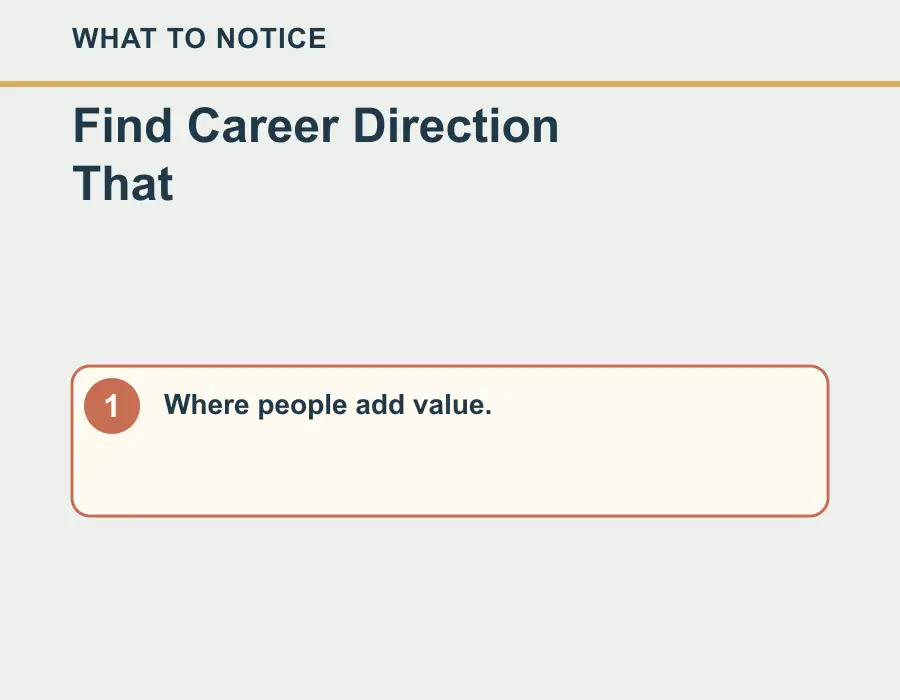 WHAT TO NOTICE
Find Career Direction
That
1 Where people add value.